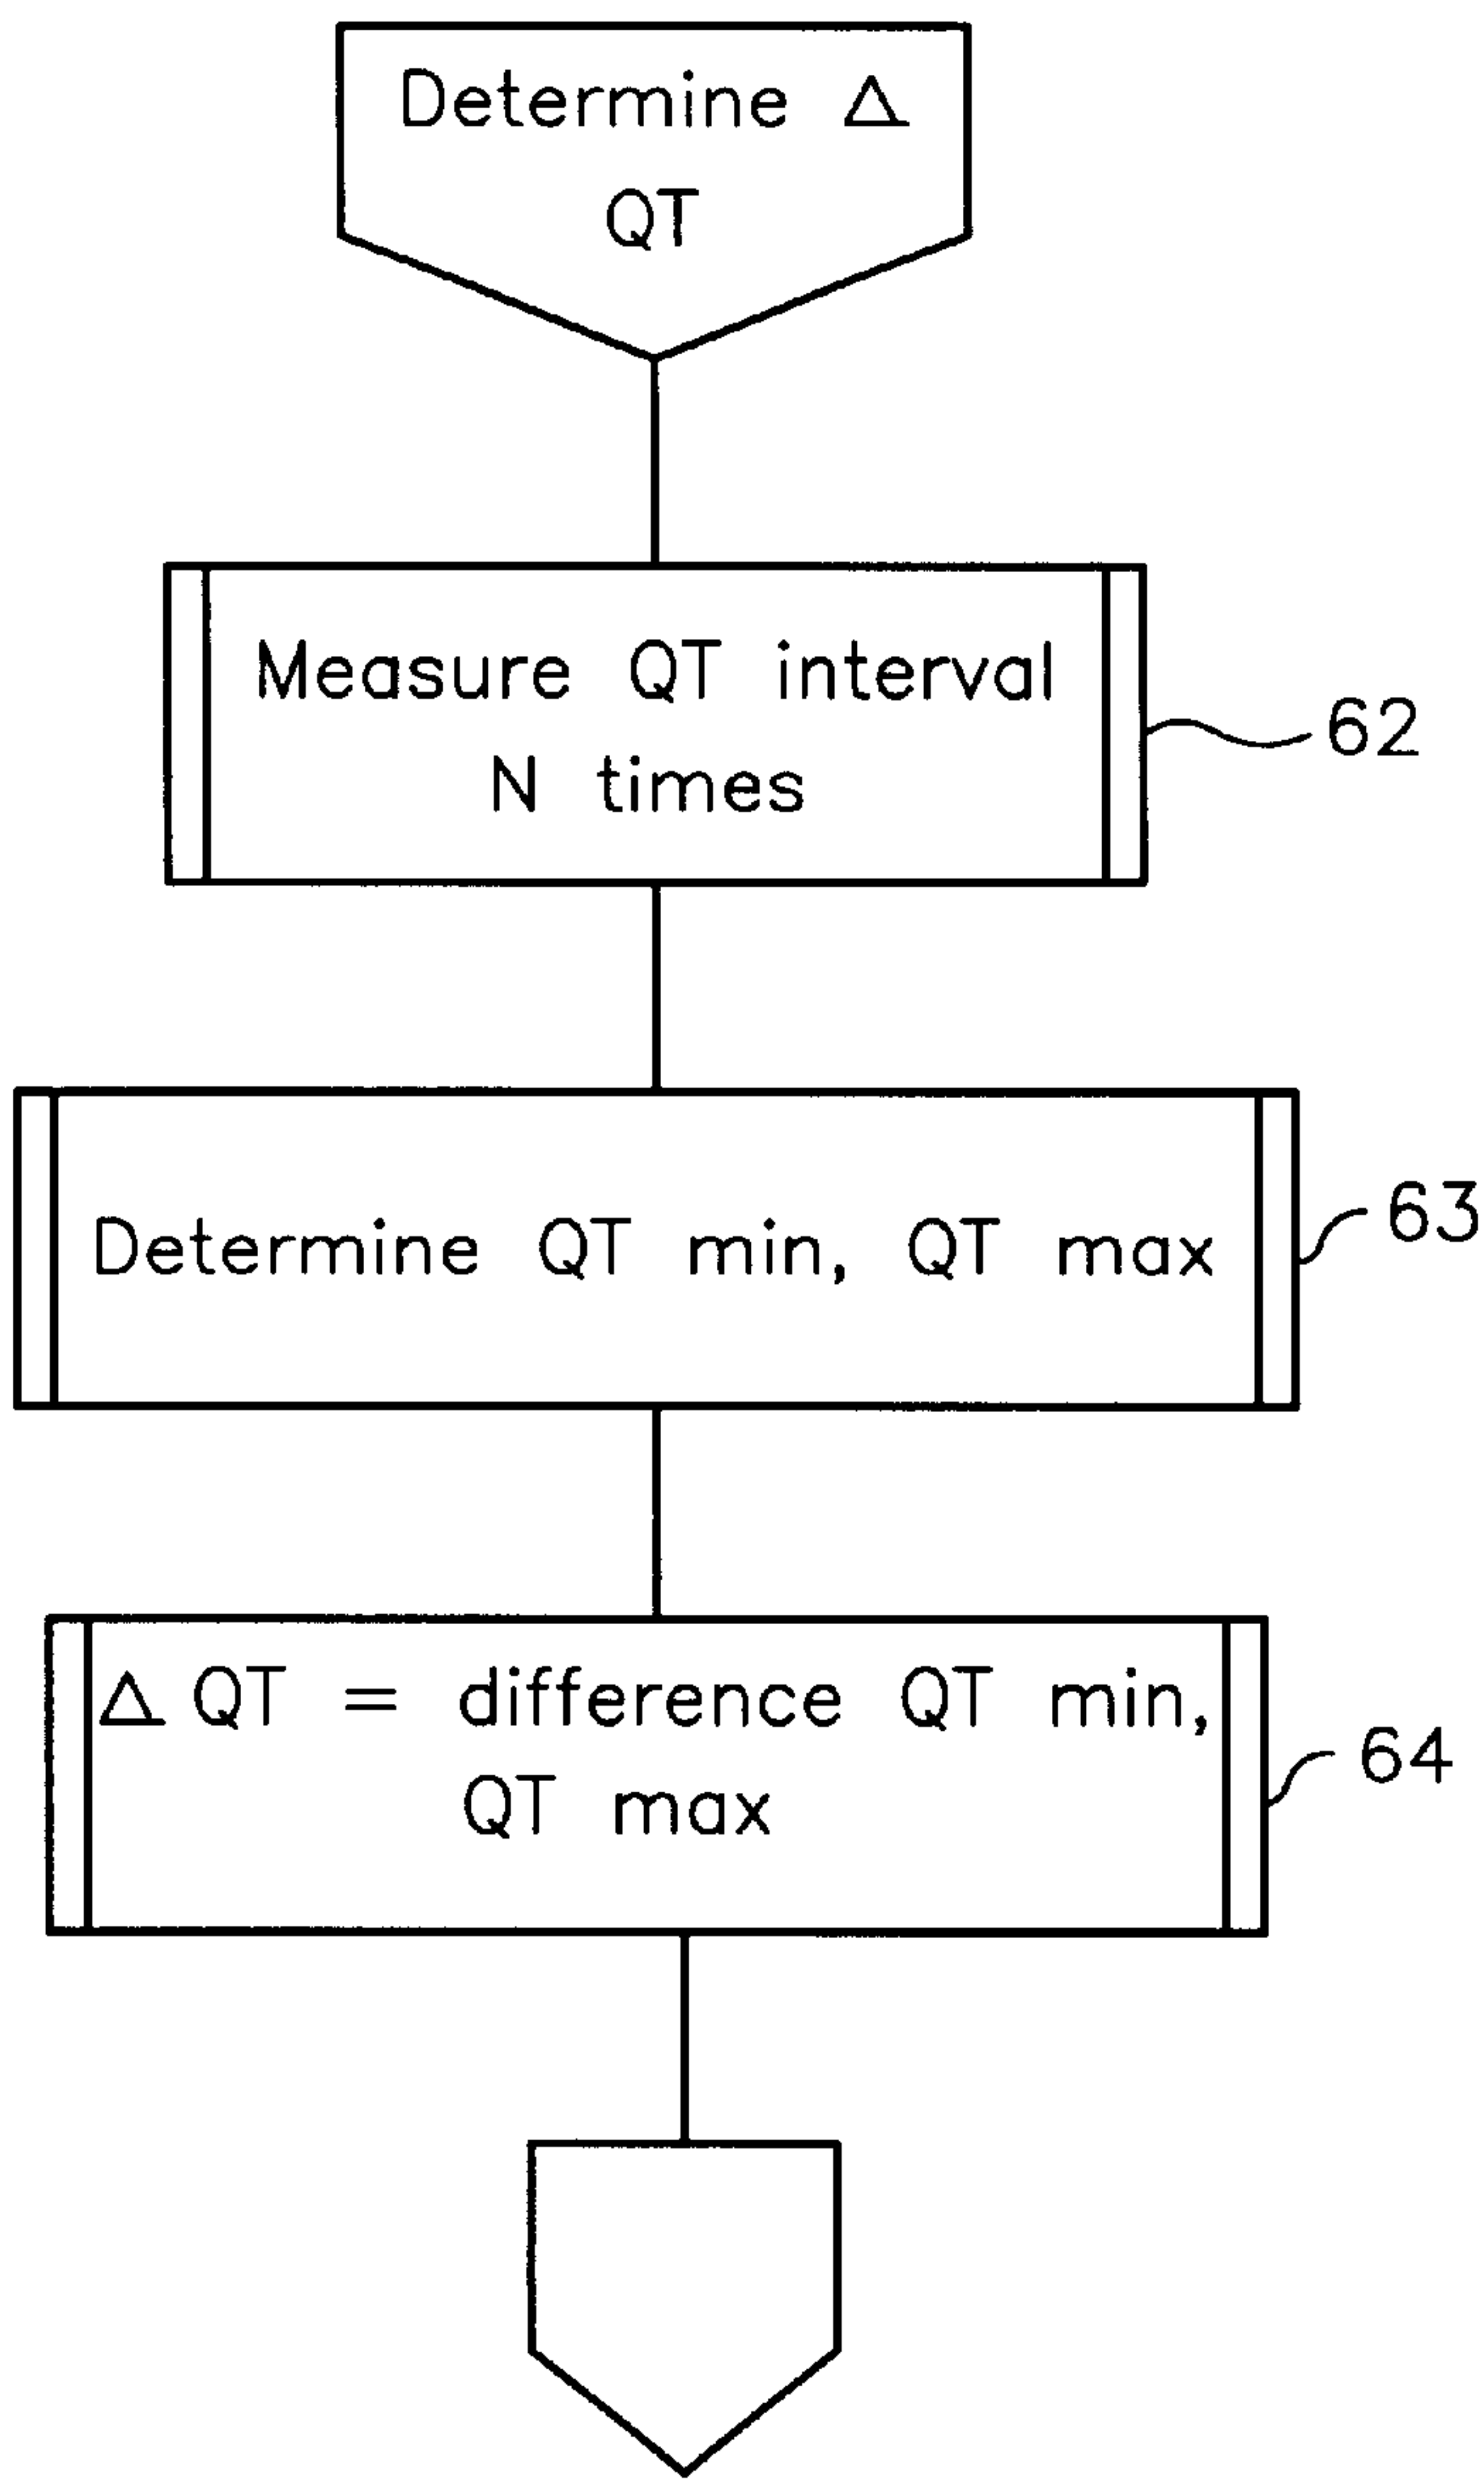 Determine Δ
QT
Measure QT interval
N times
62
Determine QT min, QT max
63
Δ QT = difference QT min,
QT max
64